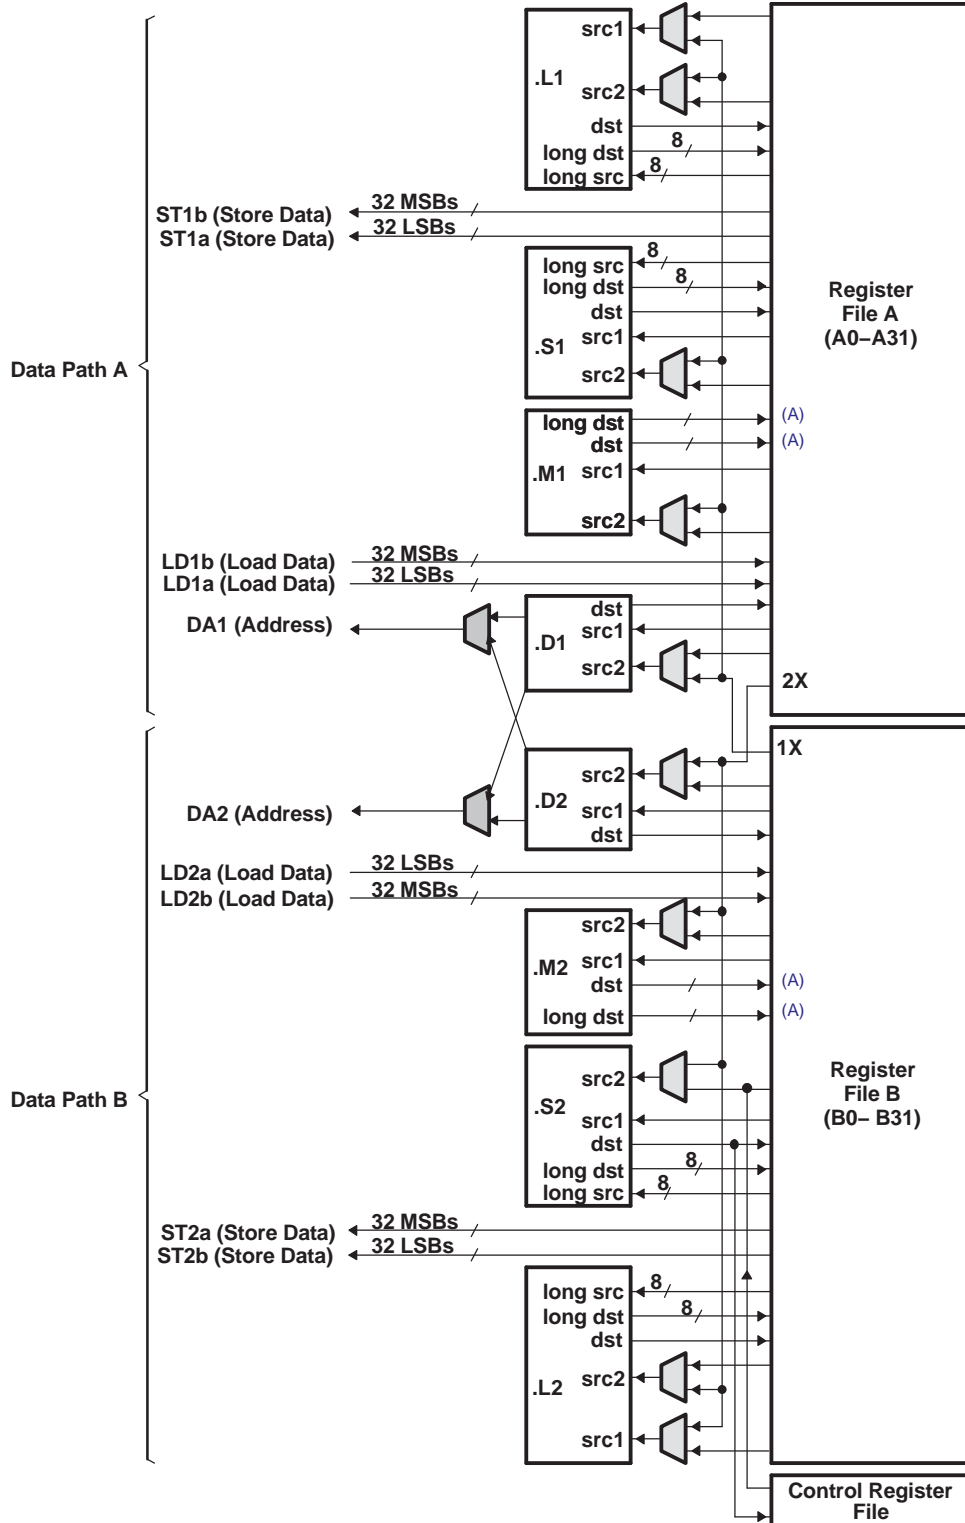 src1
.L1
src2
dst
long dst
8
long src
8
ST1b (Store Data)
32 MSBs
ST1a (Store Data)
32 LSBs
long src
8
long dst
8
dst
.S1
src1
src2
Register
File A
(A0–A31)
Data Path A
long dst
(A)
dst
(A)
.M1
src1
src2
LD1b (Load Data)
32 MSBs
LD1a (Load Data)
32 LSBs
DA1 (Address)
dst
.D1
src1
src2
2X
1X
DA2 (Address)
src2
.D2
src1
dst
LD2a (Load Data)
32 LSBs
LD2b (Load Data)
32 MSBs
src2
.M2
src1
dst
(A)
long dst
(A)
Data Path B
src2
.S2
src1
dst
long dst
8
long src
8
Register
File B
(B0– B31)
ST2a (Store Data)
32 MSBs
ST2b (Store Data)
32 LSBs
long src
8
long dst
8
dst
.L2
src2
src1
Control Register
File